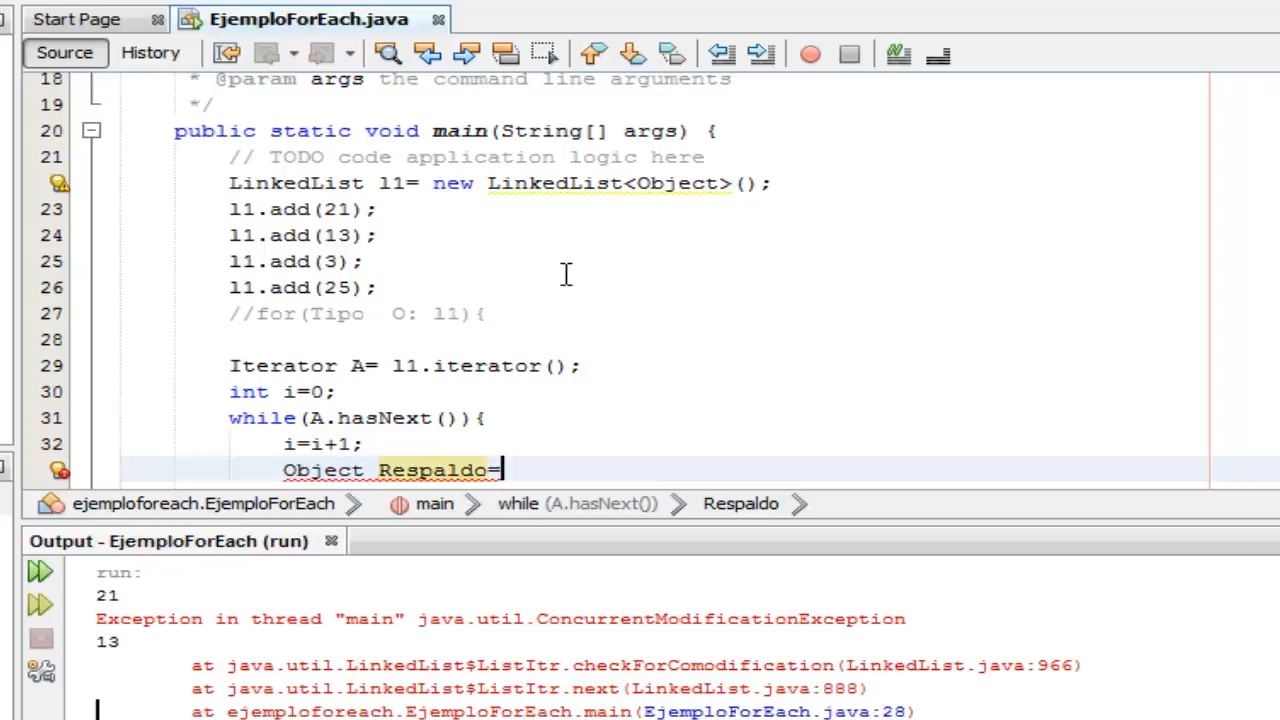 Start Page
EjemploForEach.java
Source
History
18 * @param args the command line arguments
19 */
20 public static void main(String[] args) {
21 // TODO code application logic here
LinkedList l1= new LinkedList<Object>();
23 l1.add(21);
24 l1.add(13);
25 l1.add(3);
26 l1.add(25);
27 //for(Tipo  O: l1){
28
29 Iterator A= l1.iterator();
30 int i=0;
31 while(A.hasNext()){
32 i=i+1;
Object Respaldo=
ejemploforeach.EjemploForEach main while (A.hasNext()) Respaldo
Output - EjemploForEach (run)
run:
21
Exception in thread "main" java.util.ConcurrentModificationException
13
at java.util.LinkedList$ListItr.checkForComodification(LinkedList.java:966)
at java.util.LinkedList$ListItr.next(LinkedList.java:888)
at ejemploforeach.EjemploForEach.main(EjemploForEach.java:28)